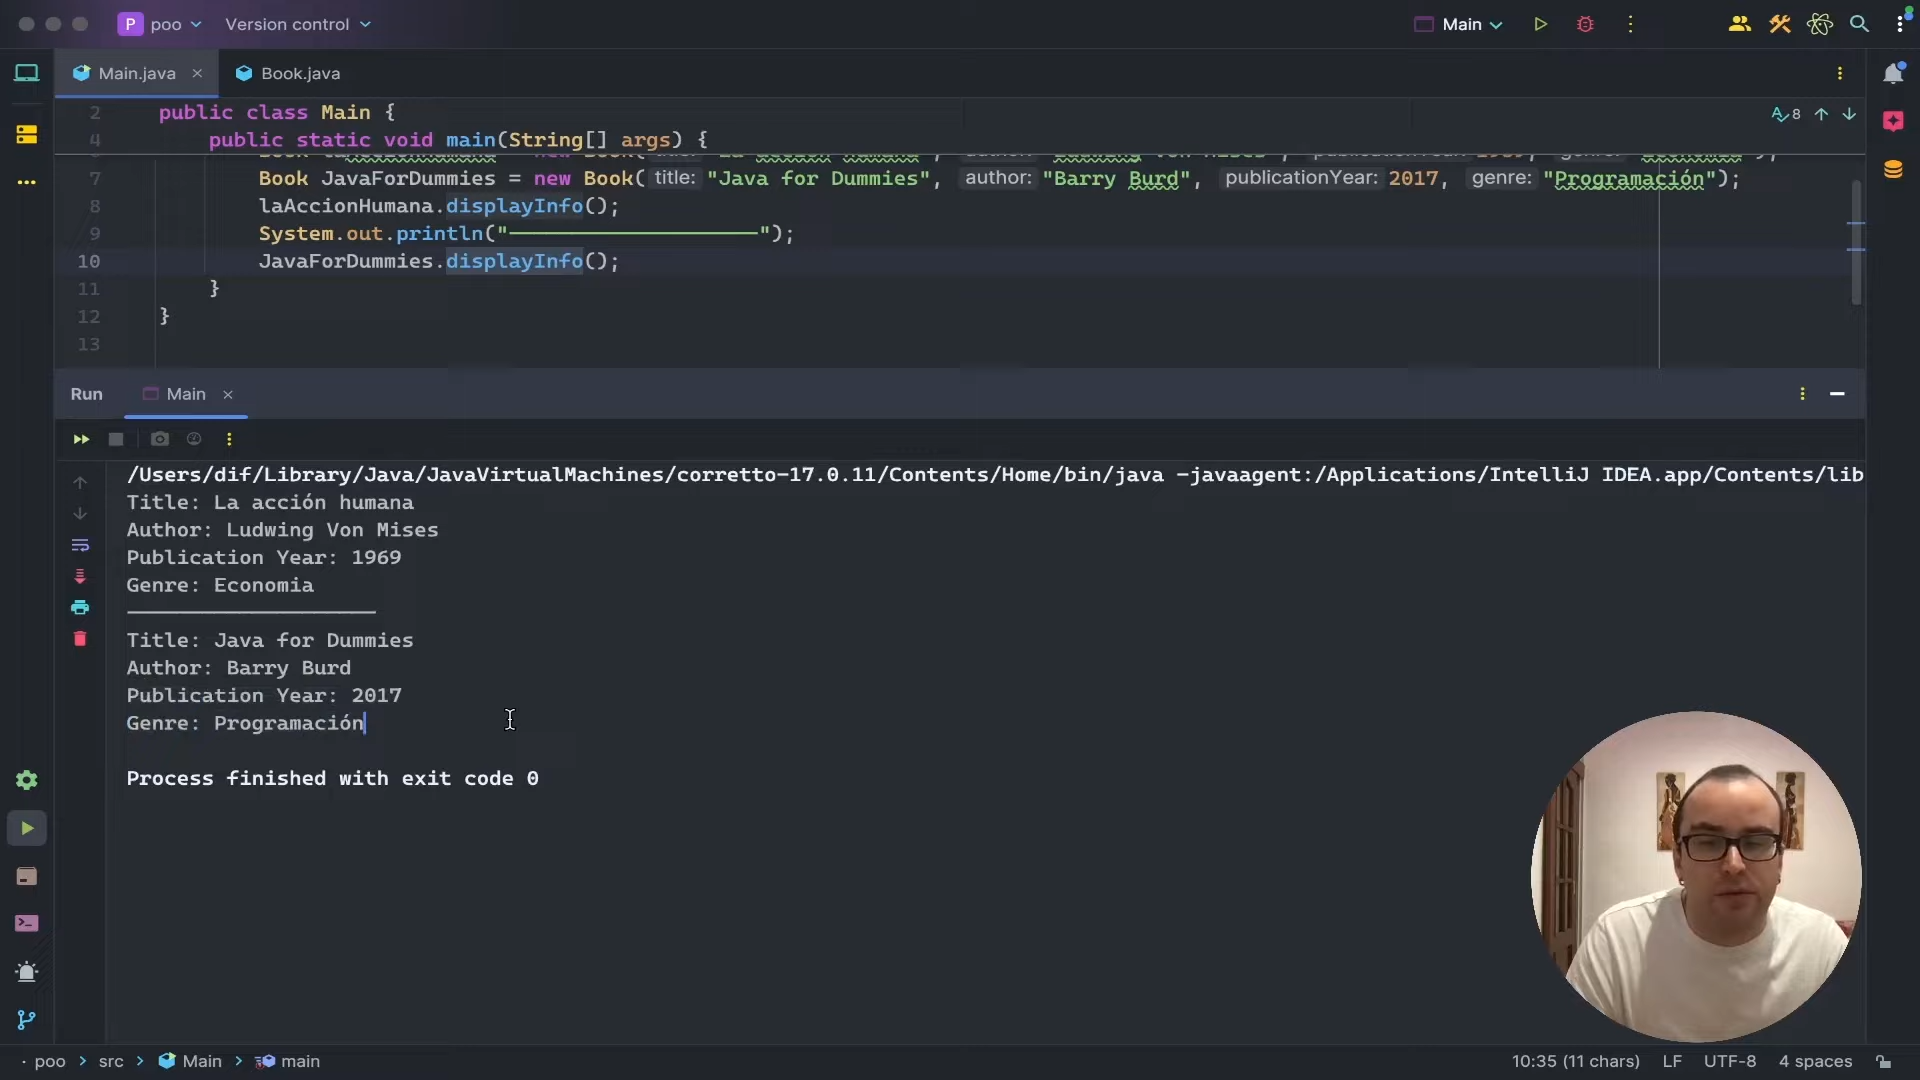 P poo Version control Main
Main.java Book.java
2 public class Main {
8
4 public static void main(String[] args) {
7 Book JavaForDummies = new Book( title: "Java for Dummies", author: "Barry Burd", publicationYear: 2017, genre: "Programación");
8 laAccionHumana.displayInfo();
9 System.out.println("————————————————————");
10 JavaForDummies.displayInfo();
11 }
12 }
13
Run Main
/Users/dif/Library/Java/JavaVirtualMachines/corretto-17.0.11/Contents/Home/bin/java -javaagent:/Applications/IntelliJ IDEA.app/Contents/lib
Title: La acción humana
Author: Ludwing Von Mises
Publication Year: 1969
Genre: Economia
————————————————————
Title: Java for Dummies
Author: Barry Burd
Publication Year: 2017
Genre: Programación
Process finished with exit code 0
poo > src > Main > main 10:35 (11 chars) LF UTF-8 4 spaces